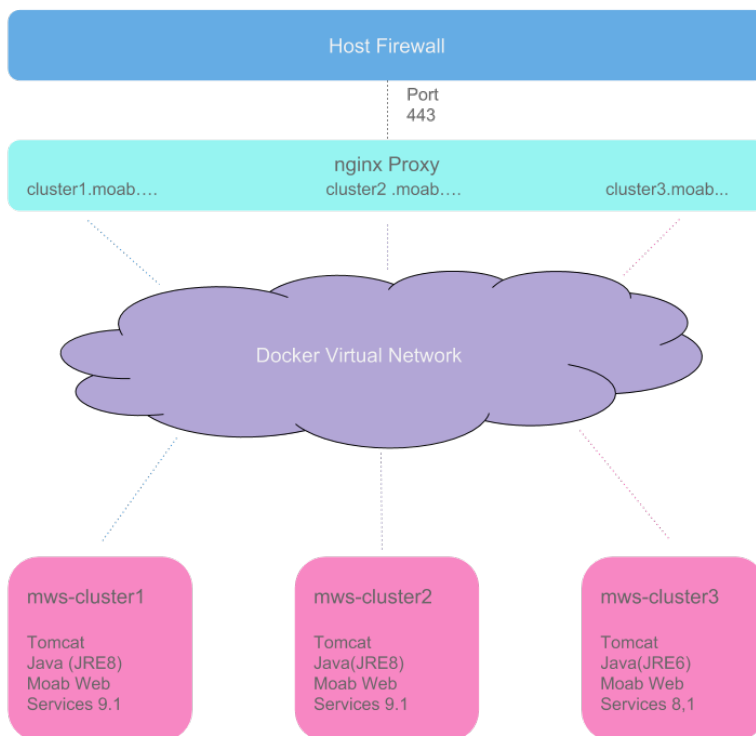 Host Firewall
Port
443
nginx Proxy
cluster1.moab….
cluster2 .moab….
cluster3.moab...
Docker Virtual Network
mws-cluster1
Tomcat
Java (JRE8)
Moab Web
Services 9.1
mws-cluster2
Tomcat
Java(JRE8)
Moab Web
Services 9.1
mws-cluster3
Tomcat
Java(JRE6)
Moab Web
Services 8,1